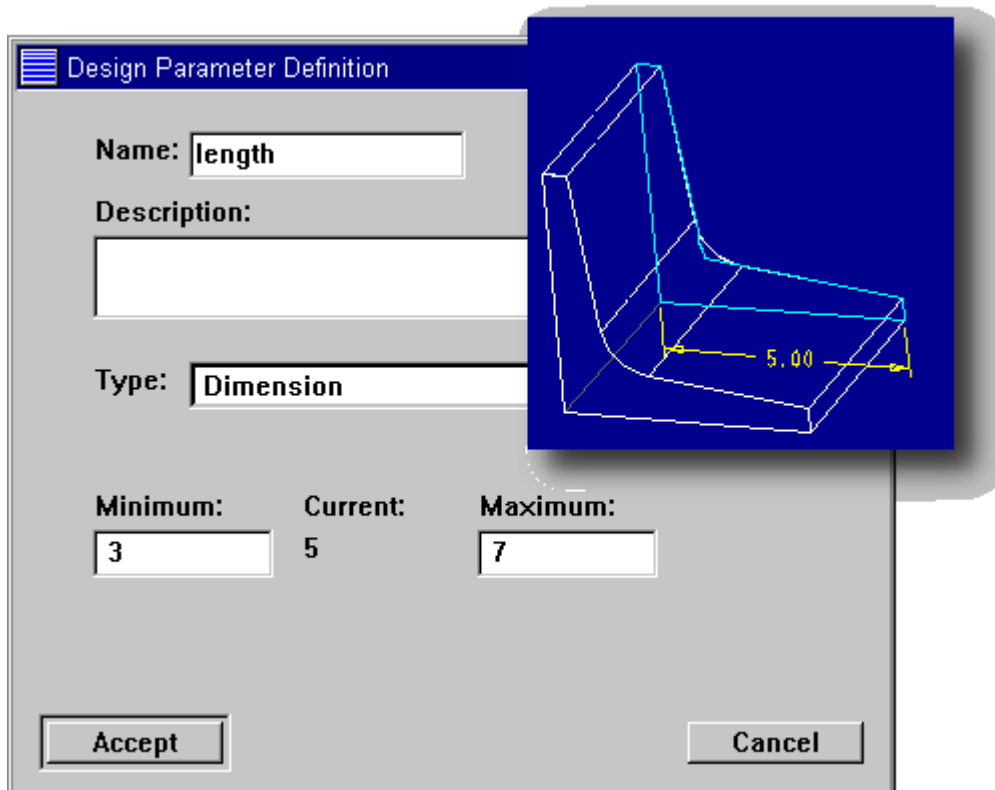 Design Parameter Definition
Name: length
Description:
5.00
Type: Dimension
Minimum: Current: Maximum:
3 5 7
Accept Cancel